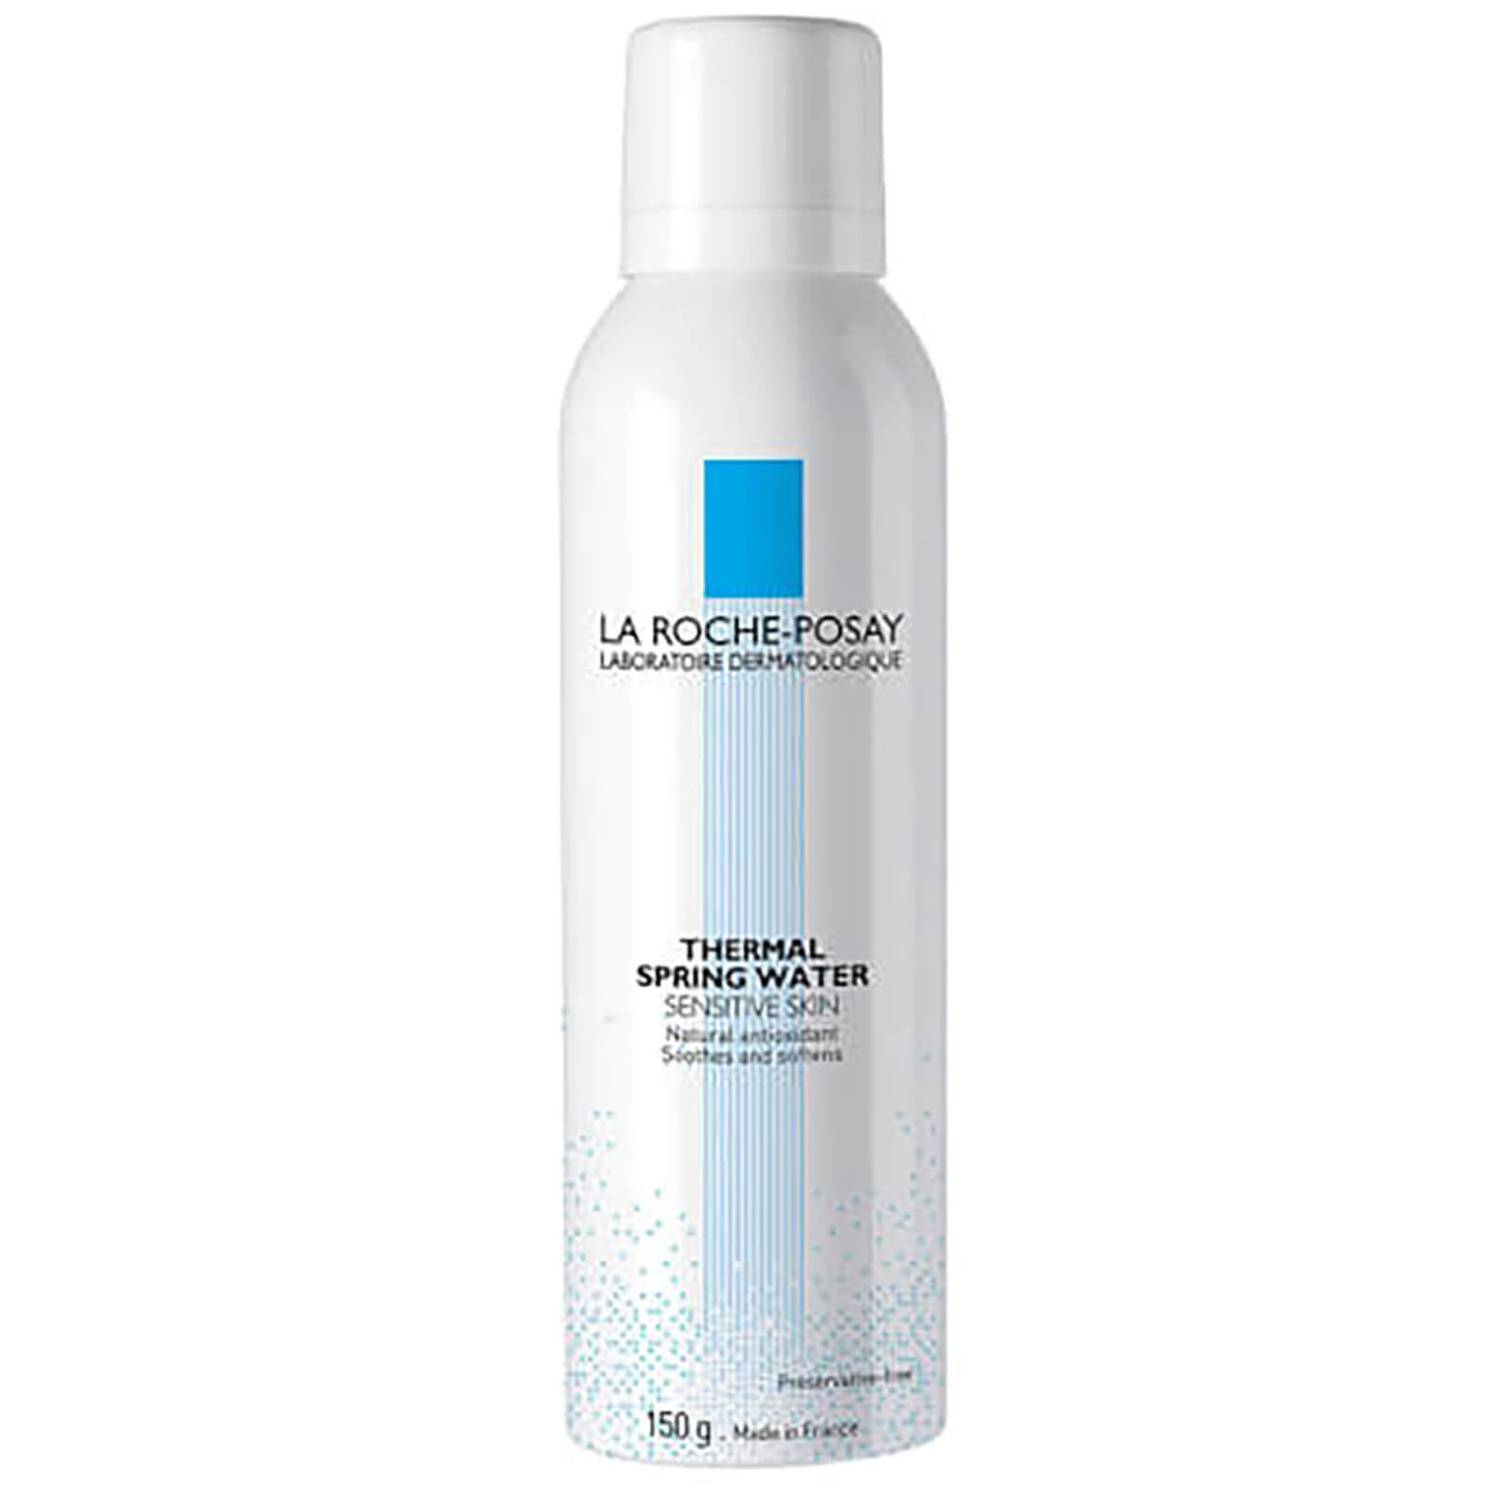 LA ROCHE-POSAY
LABORATOIRE DERMATOLOGIQUE
THERMAL
SPRING WATER
SENSITIVE SKIN
Natural antioxidant
Soothes and softens
Preservative-free
150 g . Made in France